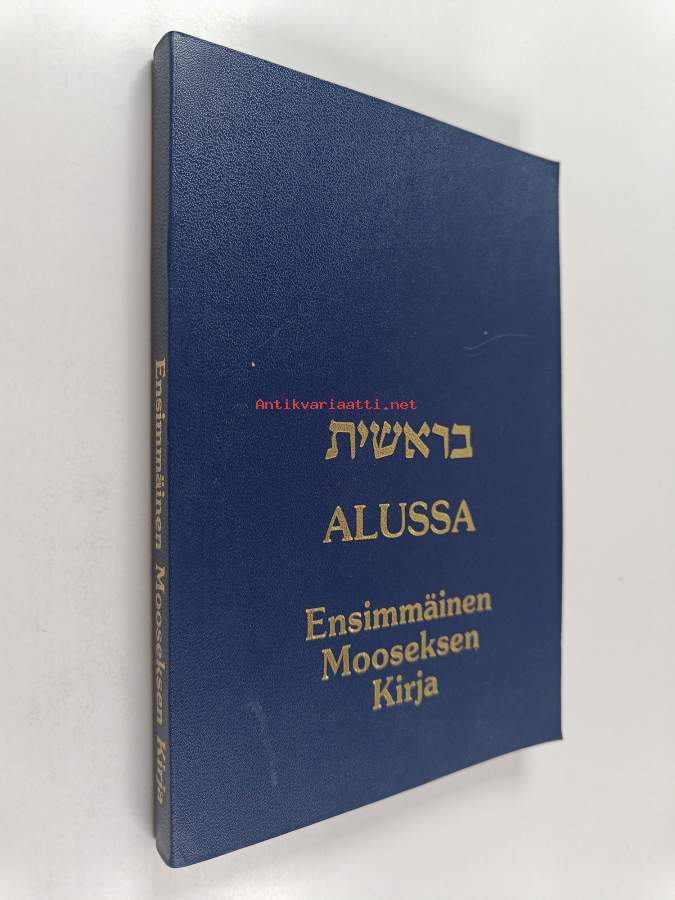 Antikvariaatti.net
בראשית
ALUSSA
Ensimmäinen
Mooseksen
Kirja
Ensimmäinen Mooseksen Kirja